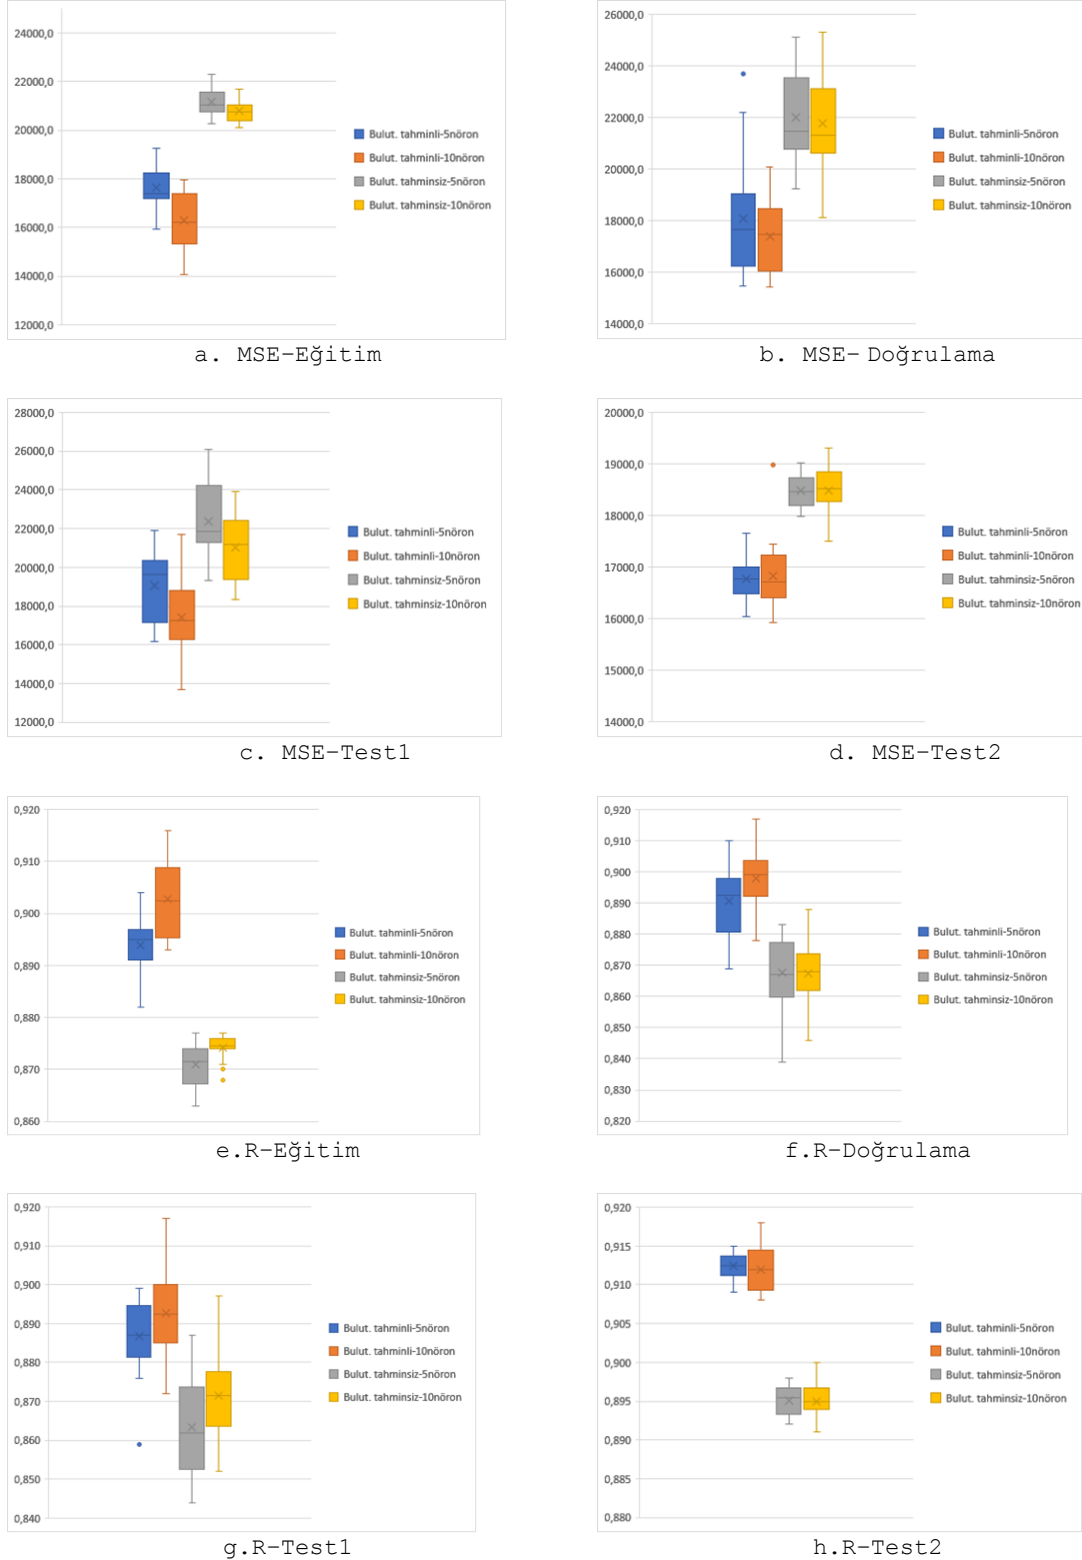 24000,0
22000,0
20000,0
18000,0
16000,0
14000,0
12000,0
Bulut. tahminli-5nöron
Bulut. tahminli-10nöron
Bulut. tahminsiz-5nöron
Bulut. tahminsiz-10nöron
a. MSE-Eğitim
26000,0
24000,0
22000,0
20000,0
18000,0
16000,0
14000,0
Bulut. tahminli-5nöron
Bulut. tahminli-10nöron
Bulut. tahminsiz-5nöron
Bulut. tahminsiz-10nöron
b. MSE- Doğrulama
28000,0
26000,0
24000,0
22000,0
20000,0
18000,0
16000,0
14000,0
12000,0
Bulut. tahminli-5nöron
Bulut. tahminli-10nöron
Bulut. tahminsiz-5nöron
Bulut. tahminsiz-10nöron
c. MSE-Test1
20000,0
19000,0
18000,0
17000,0
16000,0
15000,0
14000,0
Bulut. tahminli-5nöron
Bulut. tahminli-10nöron
Bulut. tahminsiz-5nöron
Bulut. tahminsiz-10nöron
d. MSE-Test2
0,920
0,910
0,900
0,890
0,880
0,870
0,860
Bulut. tahminli-5nöron
Bulut. tahminli-10nöron
Bulut. tahminsiz-5nöron
Bulut. tahminsiz-10nöron
e.R-Eğitim
0,920
0,910
0,900
0,890
0,880
0,870
0,860
0,850
0,840
0,830
0,820
Bulut. tahminli-5nöron
Bulut. tahminli-10nöron
Bulut. tahminsiz-5nöron
Bulut. tahminsiz-10nöron
f.R-Doğrulama
0,920
0,910
0,900
0,890
0,880
0,870
0,860
0,850
0,840
Bulut. tahminli-5nöron
Bulut. tahminli-10nöron
Bulut. tahminsiz-5nöron
Bulut. tahminsiz-10nöron
g.R-Test1
0,920
0,915
0,910
0,905
0,900
0,895
0,890
0,885
0,880
Bulut. tahminli-5nöron
Bulut. tahminli-10nöron
Bulut. tahminsiz-5nöron
Bulut. tahminsiz-10nöron
h.R-Test2